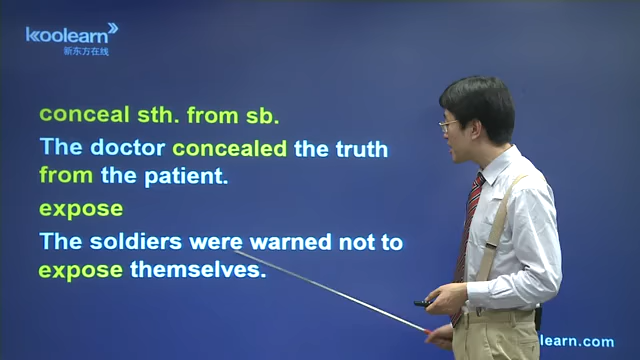 koolearn
新东方在线
conceal sth. from sb.
The doctor concealed the truth
from the patient.
expose
The soldiers were warned not to
expose themselves.
learn.com